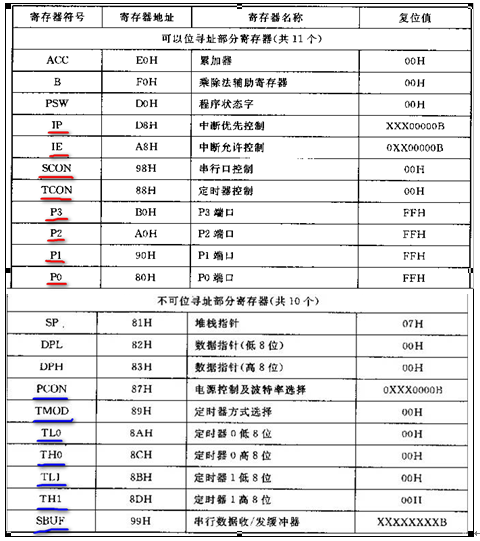 寄存器符号 寄存器地址 寄存器名称 复位值
可以位寻址部分寄存器(共11个)
ACC E0H 累加器 00H
B F0H 乘除法辅助寄存器 00H
PSW D0H 程序状态字 00H
IP D8H 中断优先控制 XXX00000B
IE A8H 中断允许控制 0XX00000B
SCON 98H 串行口控制 00H
TCON 88H 定时器控制 00H
P3 B0H P3端口 FFH
P2 A0H P2端口 FFH
P1 90H P1端口 FFH
P0 80H P0端口 FFH
不可位寻址部分寄存器(共10个)
SP 81H 堆栈指针 07H
DPL 82H 数据指针(低8位) 00H
DPH 83H 数据指针(高8位) 00H
PCON 87H 电源控制及波特率选择 0XXX0000B
TMOD 89H 定时器方式选择 00H
TL0 8AH 定时器0低8位 00H
TH0 8CH 定时器0高8位 00H
TL1 8BH 定时器1低8位 00H
TH1 8DH 定时器1高8位 00H
SBUF 99H 串行数据收/发缓冲器 XXXXXXXXB